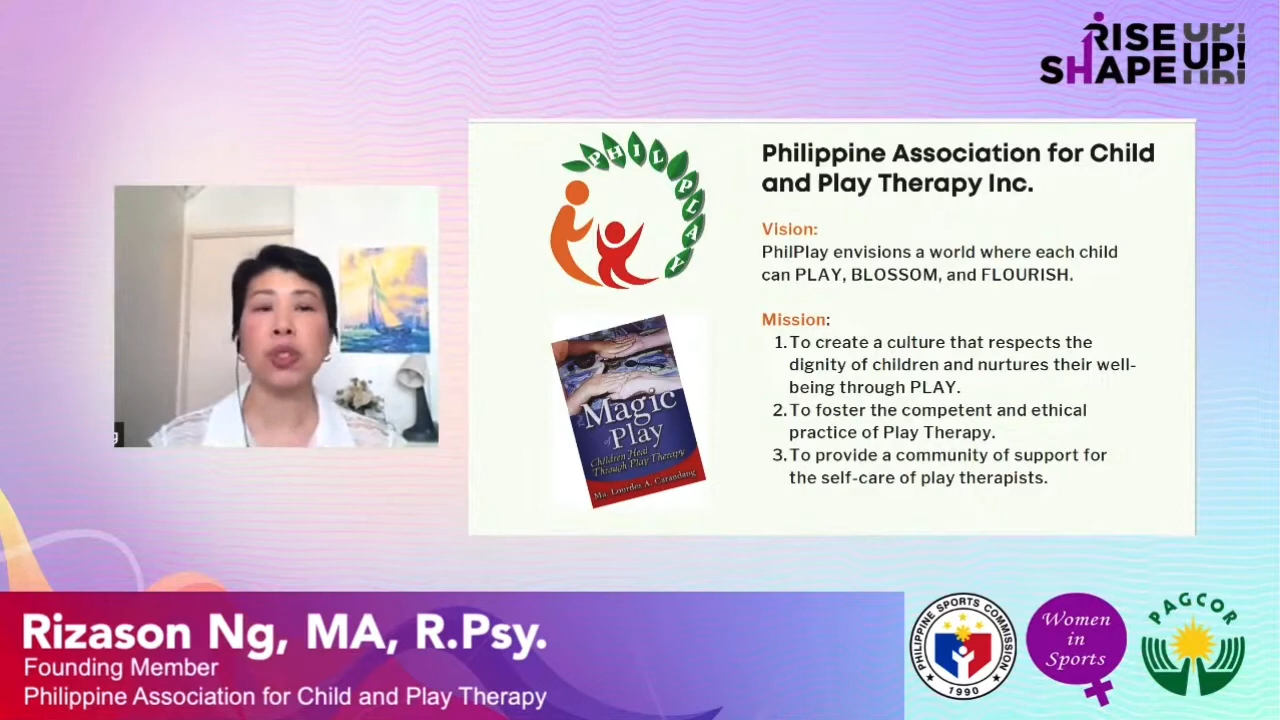 RISE UP!
SHAPE UP!
UP!
PHILPLAY
Philippine Association for Child
and Play Therapy Inc.
Vision:
PhilPlay envisions a world where each child
can PLAY, BLOSSOM, and FLOURISH.
Mission:
1. To create a culture that respects the
dignity of children and nurtures their well-
being through PLAY.
2. To foster the competent and ethical
practice of Play Therapy.
3. To provide a community of support for
the self-care of play therapists.
Magic
of Play
Children Heal
Through Play Therapy
Ma. Lourdes A. Carandang
g
Rizason Ng, MA, R.Psy.
Founding Member
Philippine Association for Child and Play Therapy
PHILIPPINE SPORTS COMMISSION
1990
Women
in
Sports
PAGCOR